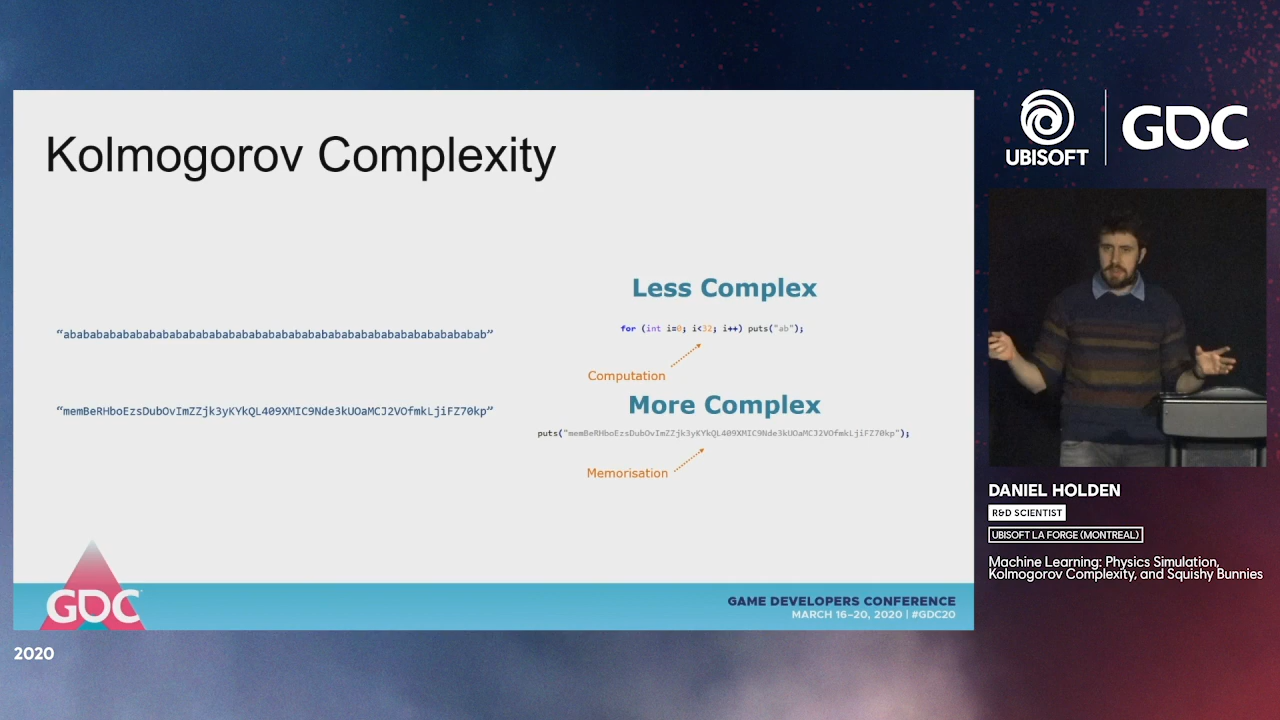 Kolmogorov Complexity
Less Complex
“abababababababababababababababababababababababababababababababab”
for (int i=0; i<32; i++) puts("ab");
Computation
More Complex
“memBeRHboEzsDubOvImZZjk3yKYkQL409XMIC9Nde3kUOaMCJ2VOfmkLjiFZ70kp”
puts("memBeRHboEzsDubOvImZZjk3yKYkQL409XMIC9Nde3kUOaMCJ2VOfmkLjiFZ70kp");
Memorisation
GDC
GAME DEVELOPERS CONFERENCE
MARCH 16-20, 2020 | #GDC20
2020
UBISOFT
GDC
DANIEL HOLDEN
R&D SCIENTIST
UBISOFT LA FORGE (MONTREAL)
Machine Learning: Physics Simulation,
Kolmogorov Complexity, and Squishy Bunnies